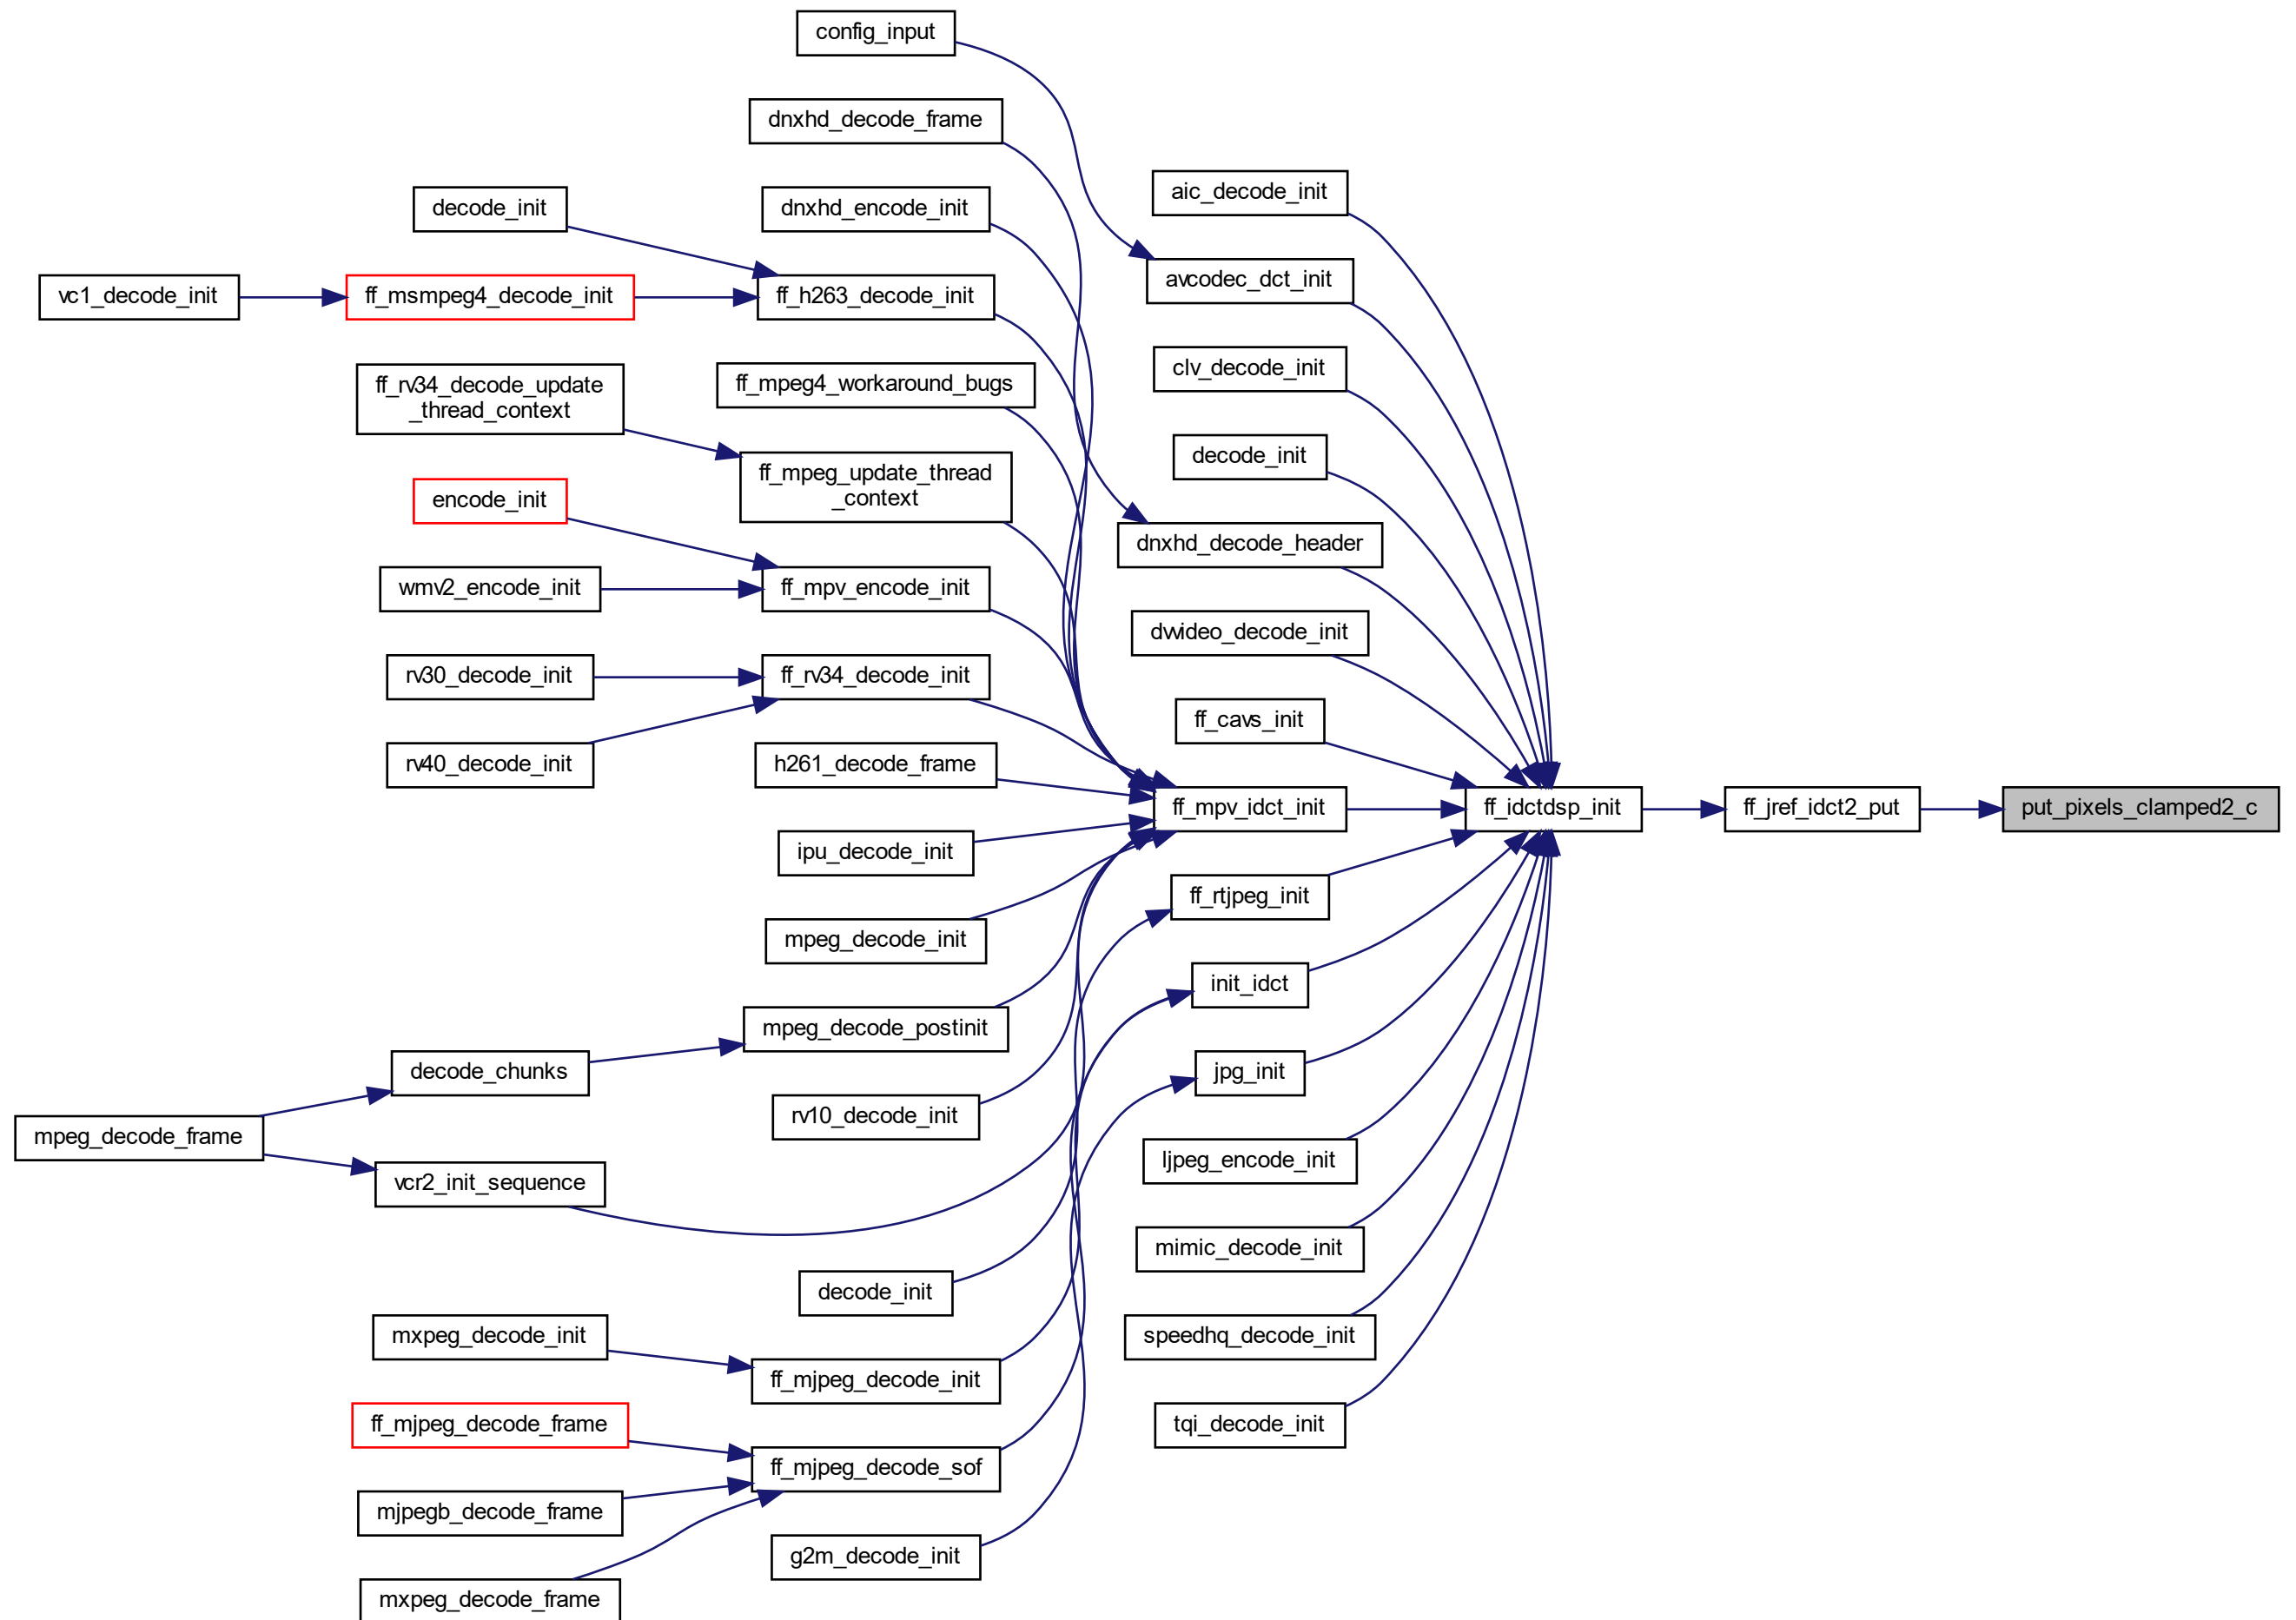 config_input
dnxhd_decode_frame
aic_decode_init
decode_init
dnxhd_encode_init
avcodec_dct_init
vc1_decode_init
ff_msmpeg4_decode_init
ff_h263_decode_init
clv_decode_init
ff_rv34_decode_update
_thread_context
ff_mpeg4_workaround_bugs
decode_init
ff_mpeg_update_thread
_context
encode_init
dnxhd_decode_header
wmv2_encode_init
ff_mpv_encode_init
dvvideo_decode_init
rv30_decode_init
ff_rv34_decode_init
ff_cavs_init
rv40_decode_init
h261_decode_frame
ff_mpv_idct_init
ff_idctdsp_init
ff_jref_idct2_put
put_pixels_clamped2_c
ipu_decode_init
ff_rtjpeg_init
mpeg_decode_init
init_idct
mpeg_decode_postinit
decode_chunks
jpg_init
mpeg_decode_frame
rv10_decode_init
ljpeg_encode_init
vcr2_init_sequence
mimic_decode_init
decode_init
mxpeg_decode_init
speedhq_decode_init
ff_mjpeg_decode_init
ff_mjpeg_decode_frame
tqi_decode_init
ff_mjpeg_decode_sof
mjpegb_decode_frame
g2m_decode_init
mxpeg_decode_frame